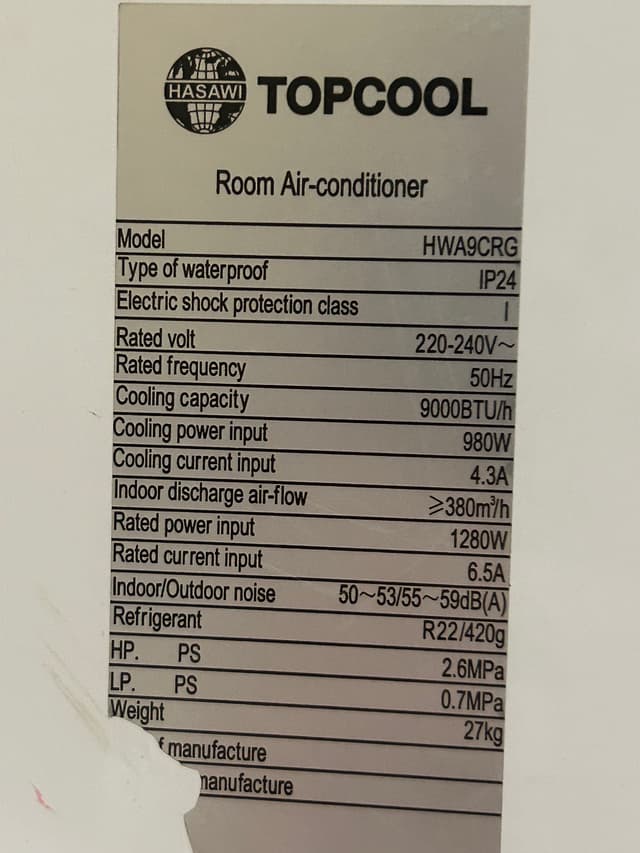 HASAWI TOPCOOL
Room Air-conditioner
Model HWA9CRG
Type of waterproof IP24
Electric shock protection class I
Rated volt 220-240V～
Rated frequency 50Hz
Cooling capacity 9000BTU/h
Cooling power input 980W
Cooling current input 4.3A
Indoor discharge air-flow ⩾380m³/h
Rated power input 1280W
Rated current input 6.5A
Indoor/Outdoor noise 50～53/55～59dB(A)
Refrigerant R22/420g
HP. PS 2.6MPa
LP. PS 0.7MPa
Weight 27kg
manufacture
manufacture